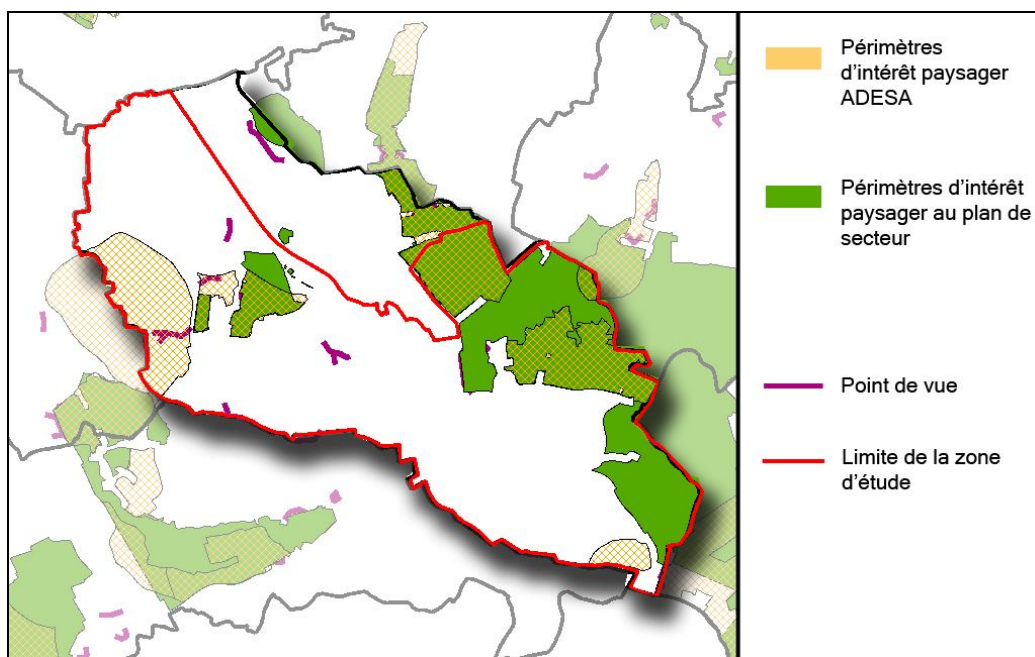 Périmètres
d'intérêt paysager
ADESA
Périmètres d'intérêt
paysager au plan de
secteur
Point de vue
Limite de la zone
d'étude